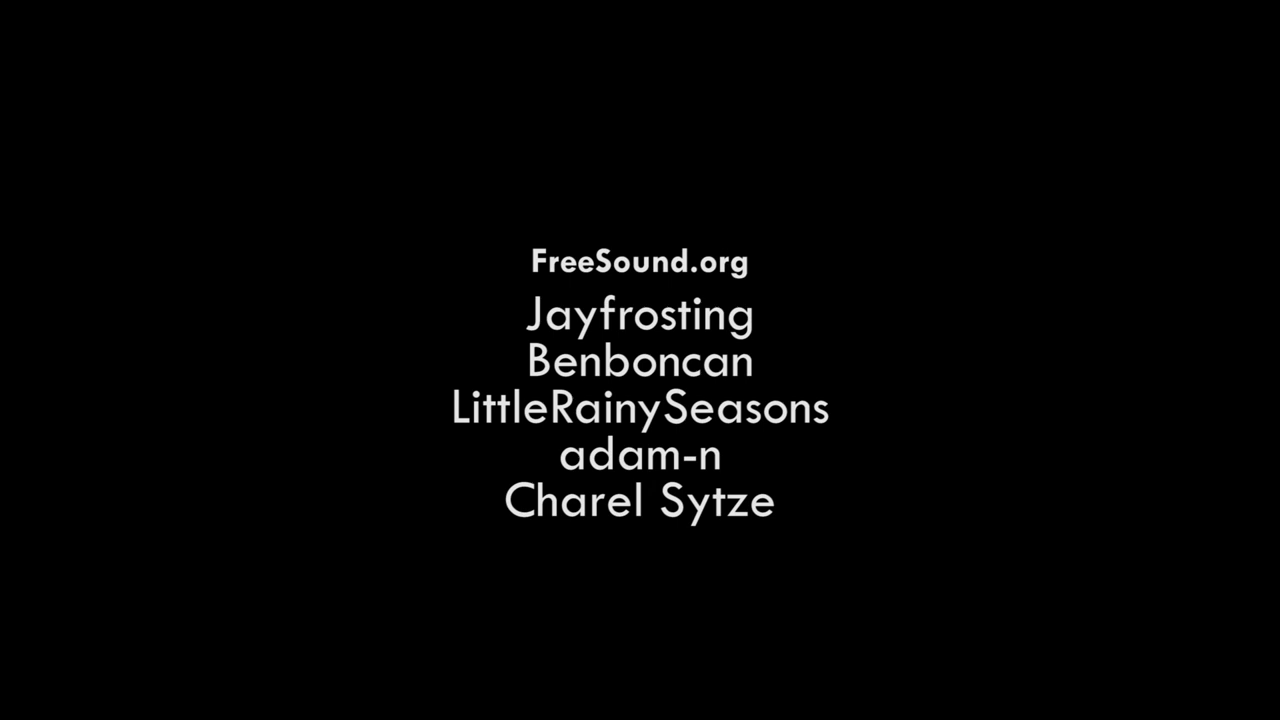 FreeSound.org
Jayfrosting
Benboncan
LittleRainySeasons
adam-n
Charel Sytze